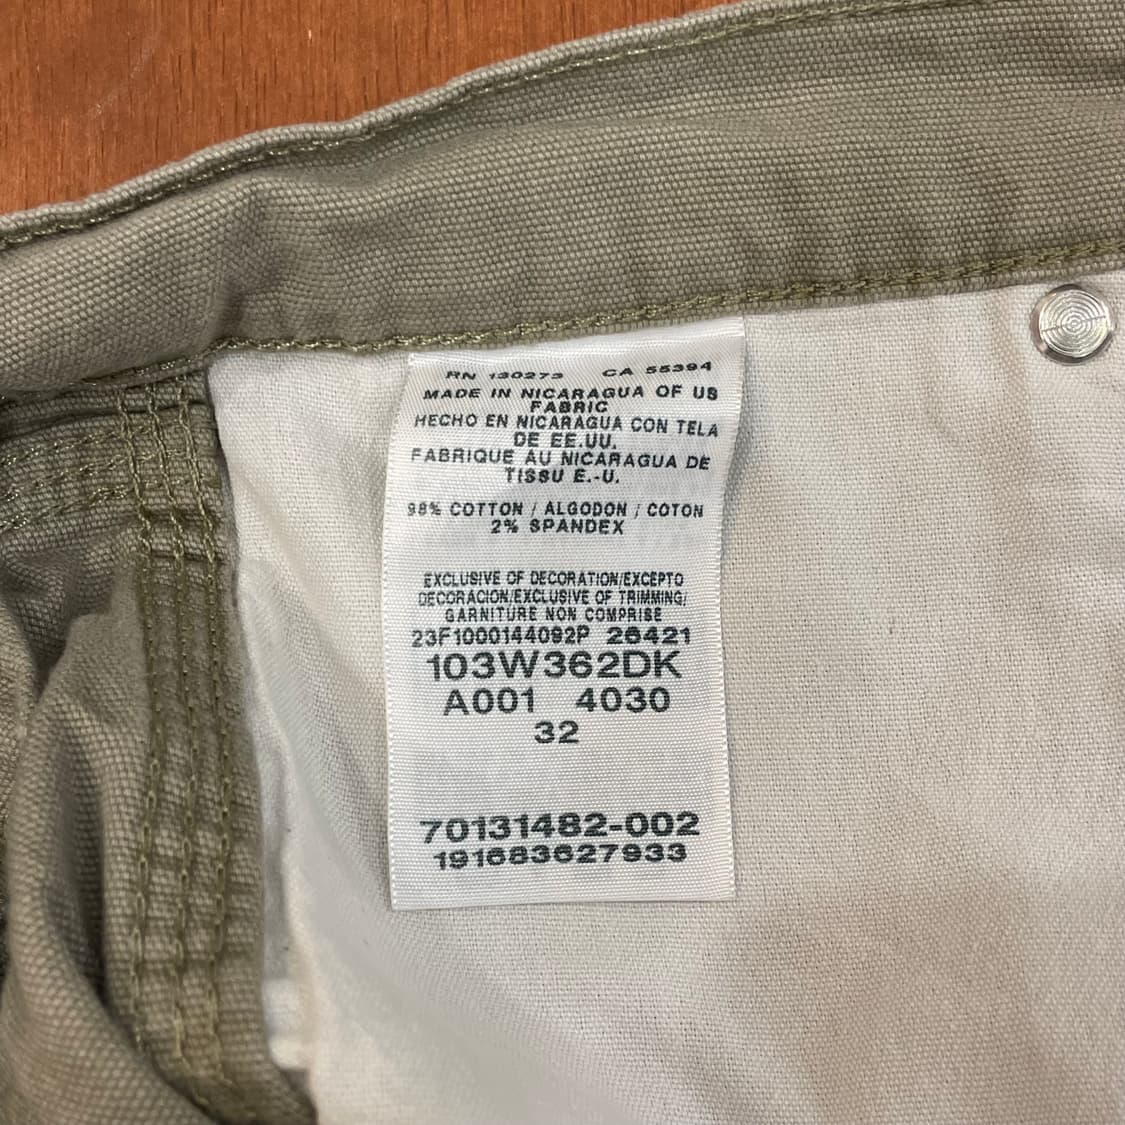 RN 130273 CA 55394
MADE IN NICARAGUA OF US
FABRIC
HECHO EN NICARAGUA CON TELA
DE EE.UU.
FABRIQUE AU NICARAGUA DE
TISSU E.-U.
98% COTTON / ALGODON / COTON
2% SPANDEX
EXCLUSIVE OF DECORATION/EXCEPTO
DECORACION/EXCLUSIVE OF TRIMMING/
GARNITURE NON COMPRISE
23F1000144092P 26421
103W362DK
A001 4030
32
70131482-002
191683627933